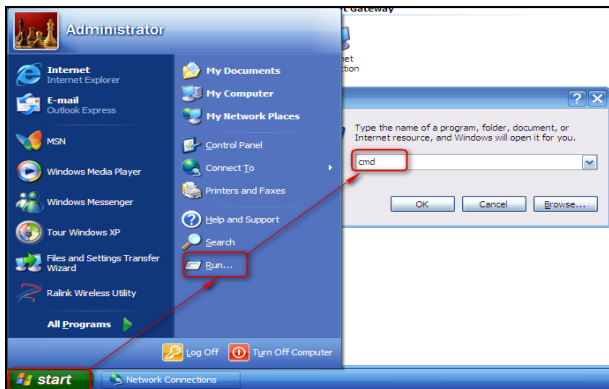 Administrator
Internet
Internet Explorer
E-mail
Outlook Express
MSN
Windows Media Player
Windows Messenger
Tour Windows XP
Files and Settings Transfer
Wizard
Ralink Wireless Utility
All Programs
My Documents
My Computer
My Network Places
Control Panel
Connect To
Printers and Faxes
Help and Support
Search
Run...
Log Off
Turn Off Computer
start
Network Connections
Gateway
Type the name of a program, folder, document, or
Internet resource, and Windows will open it for you.
cmd
OK
Cancel
Browse...